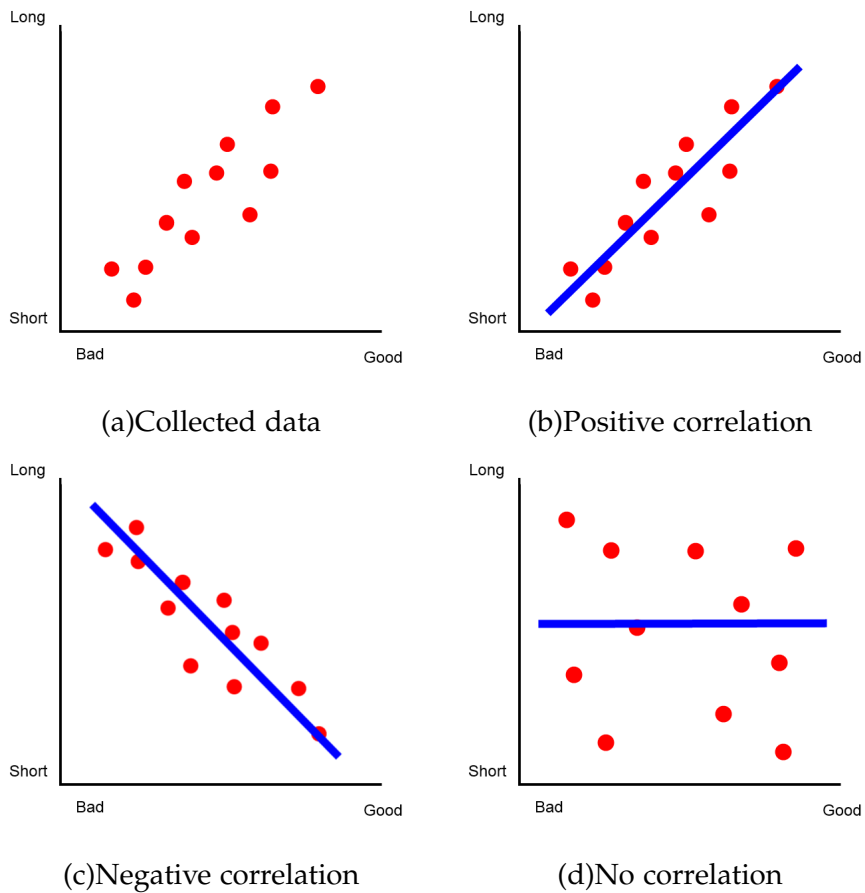 Long
Long
Short
Short
Bad
Good
Bad
Good
(a)Collected data
(b)Positive correlation
Long
Long
Short
Short
Bad
Good
Bad
Good
(c)Negative correlation
(d)No correlation